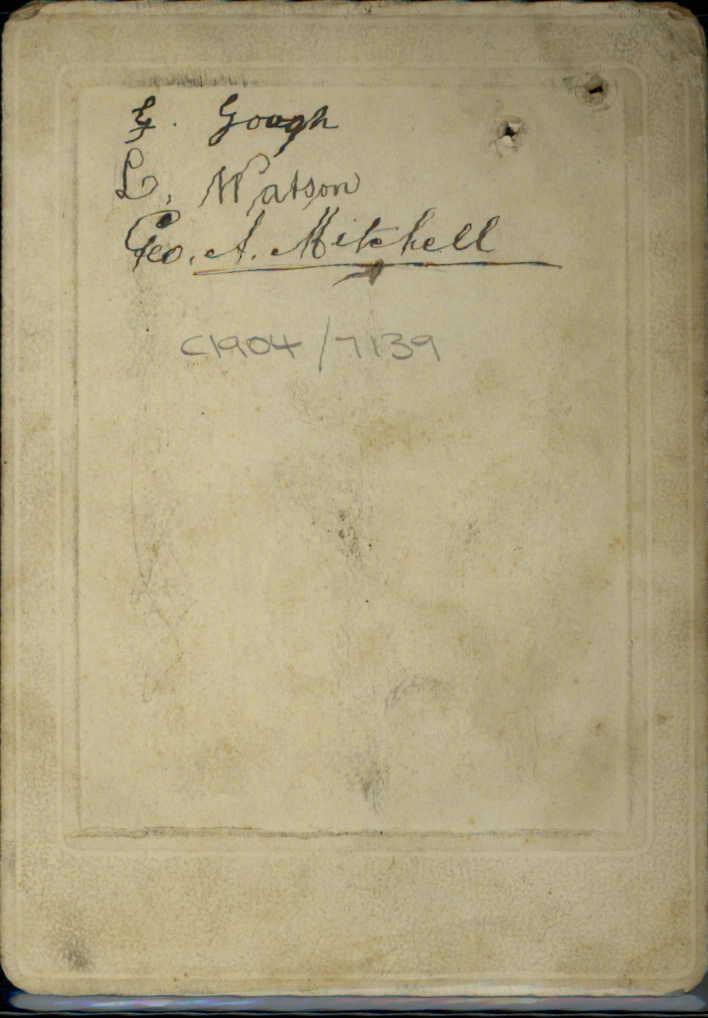 G. Gough
L. Watson
Geo. A. Mitchell
C1904/7139